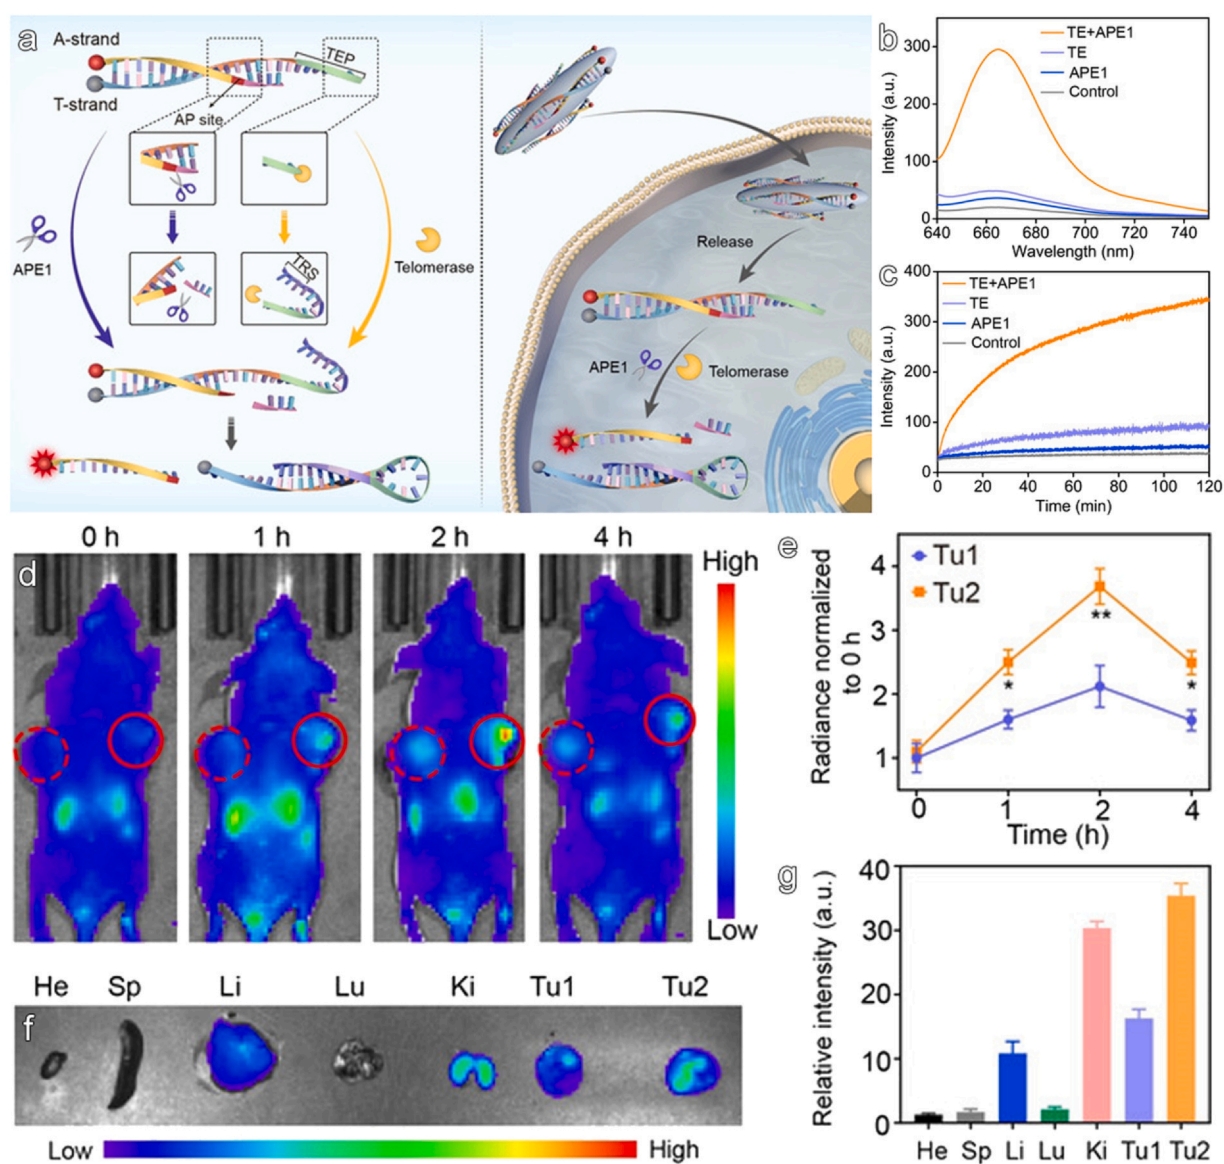 a
A-strand
T-strand
TEP
AP site
APE1
Telomerase
TRS
Release
APE1
Telomerase
b
TE+APE1
TE
APE1
Control
Intensity (a.u.)
300
200
100
0
640 660 680 700 720 740
Wavelength (nm)
c
TE+APE1
TE
APE1
Control
Intensity (a.u.)
400
300
200
100
0
0 20 40 60 80 100 120
Time (min)
d
0 h 1 h 2 h 4 h
High
Low
e
Tu1
Tu2
Radiance normalized
to 0 h
4
3
2
1
** 
* *
0 1 2 4
Time (h)
f
He Sp Li Lu Ki Tu1 Tu2
Low High
g
Relative intensity (a.u.)
40
30
20
10
0
He Sp Li Lu Ki Tu1 Tu2